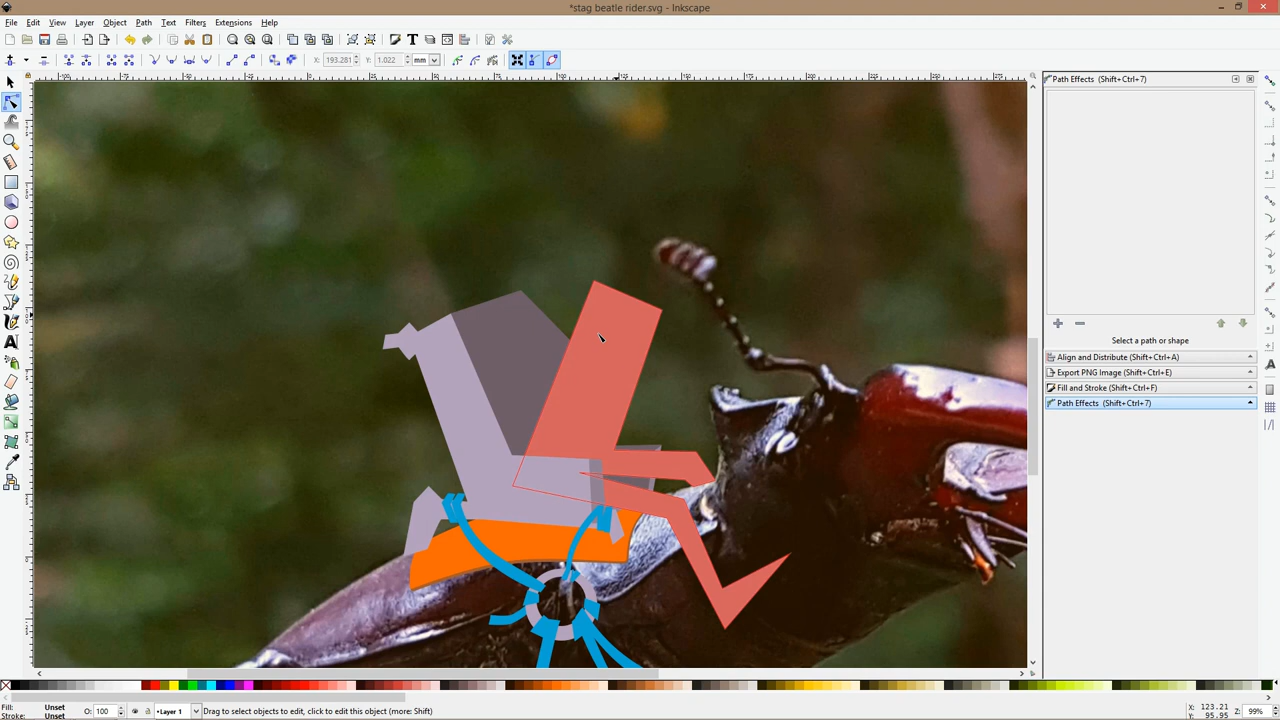 *stag beatle rider.svg - Inkscape
File Edit View Layer Object Path Text Filters Extensions Help
X: 193.281 Y: 1.022 mm
Path Effects (Shift+Ctrl+7)
Select a path or shape
Align and Distribute (Shift+Ctrl+A)
Export PNG Image (Shift+Ctrl+E)
Fill and Stroke (Shift+Ctrl+F)
Path Effects (Shift+Ctrl+7)
Fill: Unset
Stroke: Unset
O: 100
•Layer 1
Drag to select objects to edit, click to edit this object (more: Shift)
X: 123.21
Y: 95.95
Z: 99%